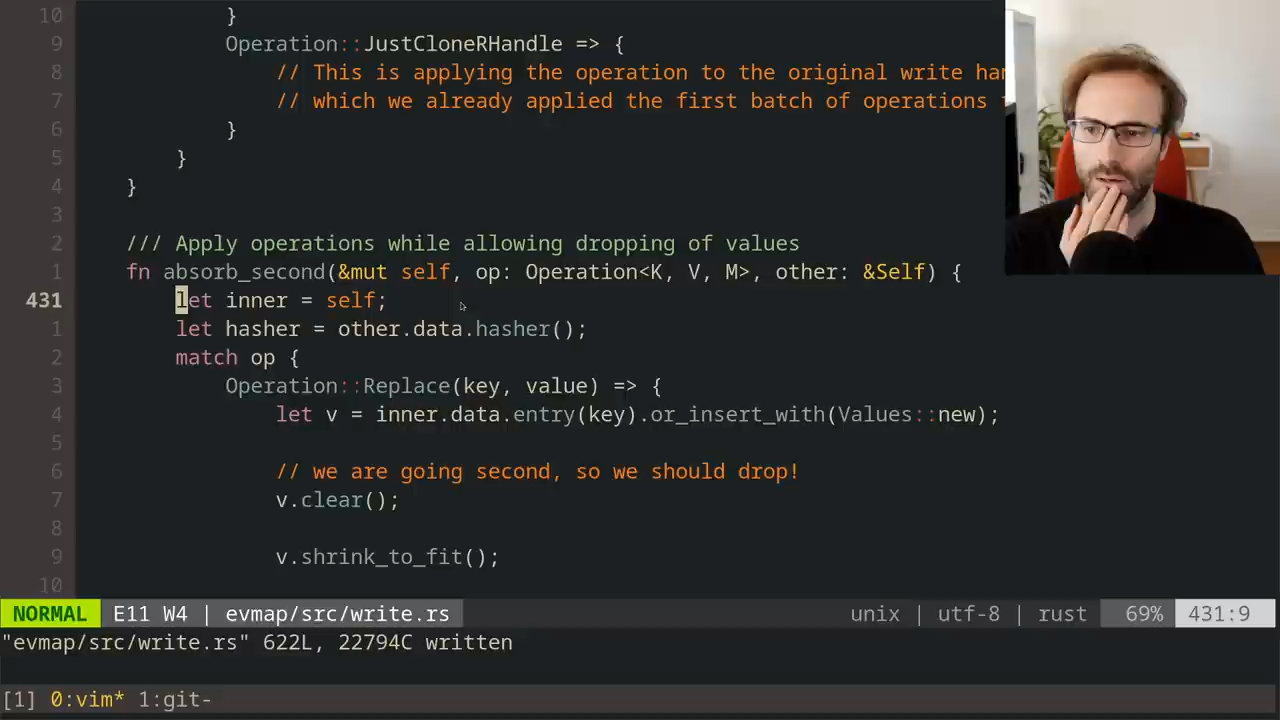 10 }
9 Operation::JustCloneRHandle => {
8 // This is applying the operation to the original write
7 // which we already applied the first batch of operations
6 }
5 }
4 }
3
2 /// Apply operations while allowing dropping of values
1 fn absorb_second(&mut self, op: Operation<K, V, M>, other: &Self) {
431 let inner = self;
1 let hasher = other.data.hasher();
2 match op {
3 Operation::Replace(key, value) => {
4 let v = inner.data.entry(key).or_insert_with(Values::new);
5
6 // we are going second, so we should drop!
7 v.clear();
8
9 v.shrink_to_fit();
10
NORMAL E11 W4 | evmap/src/write.rs unix | utf-8 | rust 69% 431:9
"evmap/src/write.rs" 622L, 22794C written
[1] 0:vim* 1:git-